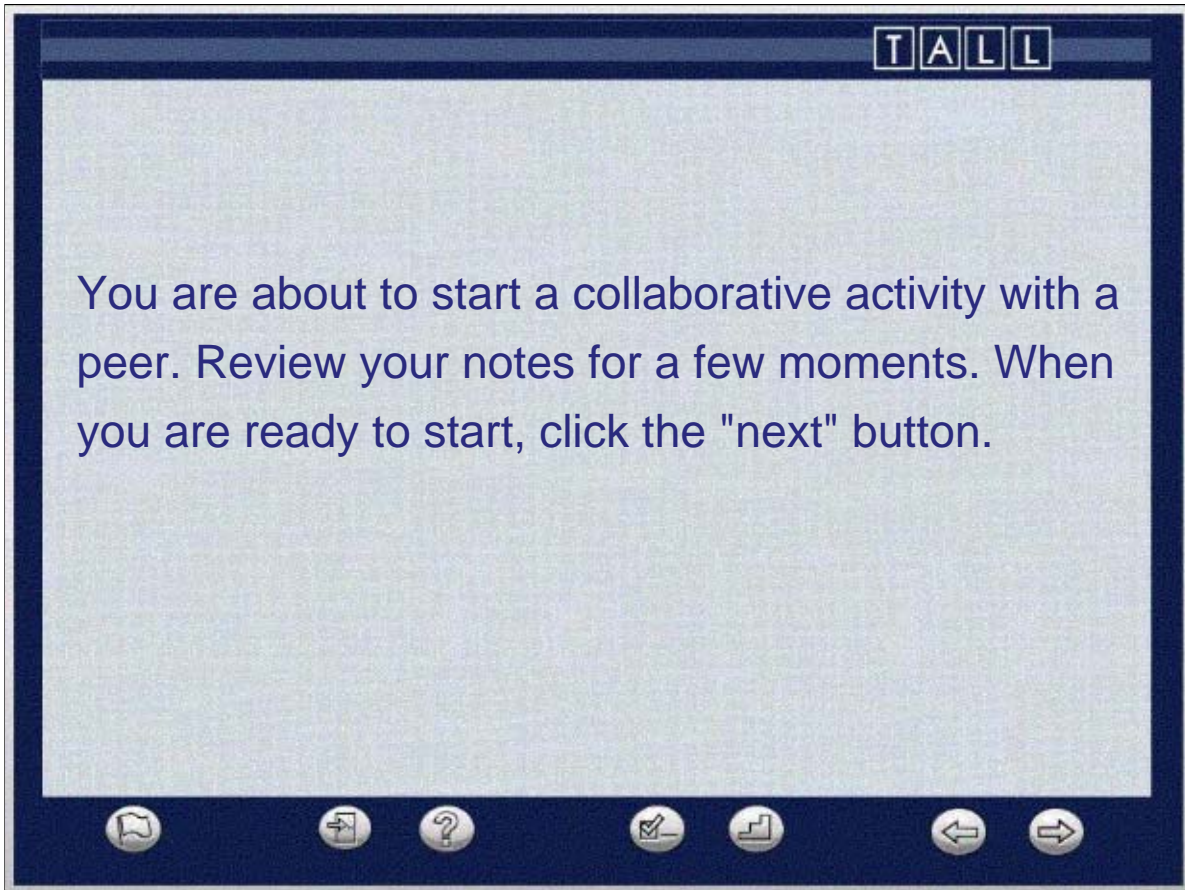 TALL
You are about to start a collaborative activity with a
peer. Review your notes for a few moments. When
you are ready to start, click the "next" button.